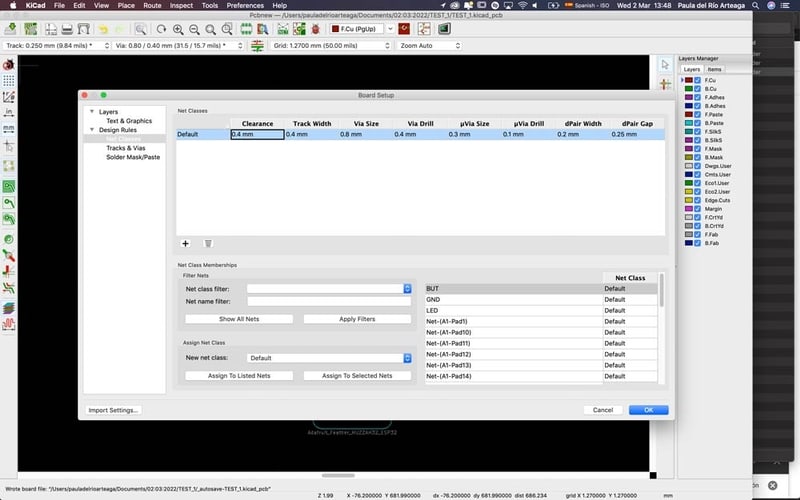 KiCad File Edit View Place Route Inspect Tools Preferences Help
Spanish - ISO Wed 2 Mar 13:48 Paula del Río Arteaga
Pcbnew — /Users/pauladelrioarteaga/Documents/02:03:2022/TEST_1/TEST_1.kicad_pcb
F.Cu (PgUp)
Track: 0.250 mm (9.84 mils) * Via: 0.80 / 0.40 mm (31.5 / 15.7 mils) * Grid: 1.2700 mm (50.00 mils) Zoom Auto
Layers Manager
Layers Items
F.Cu
B.Cu
F.Adhes
B.Adhes
F.Paste
B.Paste
F.SilkS
B.SilkS
F.Mask
B.Mask
Dwgs.User
Cmts.User
Eco1.User
Eco2.User
Edge.Cuts
Margin
F.CrtYd
B.CrtYd
F.Fab
B.Fab
in
mm
Board Setup
Layers
Text & Graphics
Design Rules
Net Classes
Tracks & Vias
Solder Mask/Paste
Net Classes
Clearance Track Width Via Size Via Drill µVia Size µVia Drill dPair Width dPair Gap
Default 0.4 mm 0.4 mm 0.8 mm 0.4 mm 0.3 mm 0.1 mm 0.2 mm 0.25 mm
Net Class Memberships
Filter Nets
Net class filter:
Net name filter:
Show All Nets Apply Filters
Assign Net Class
New net class: Default
Assign To Listed Nets Assign To Selected Nets
Net Class
BUT Default
GND Default
LED Default
Net-(A1-Pad1) Default
Net-(A1-Pad10) Default
Net-(A1-Pad11) Default
Net-(A1-Pad12) Default
Net-(A1-Pad13) Default
Net-(A1-Pad14) Default
Import Settings... Cancel OK
Adafruit_Feather_HUZZAH32_ESP32
Wrote board file: "/Users/pauladelrioarteaga/Documents/02:03:2022/TEST_1/_autosave-TEST_1.kicad_pcb"
Z 1.99 X -76.200000 Y 681.990000 dx -76.200000 dy 681.990000 dist 686.234 grid X 1.270000 Y 1.270000 mm